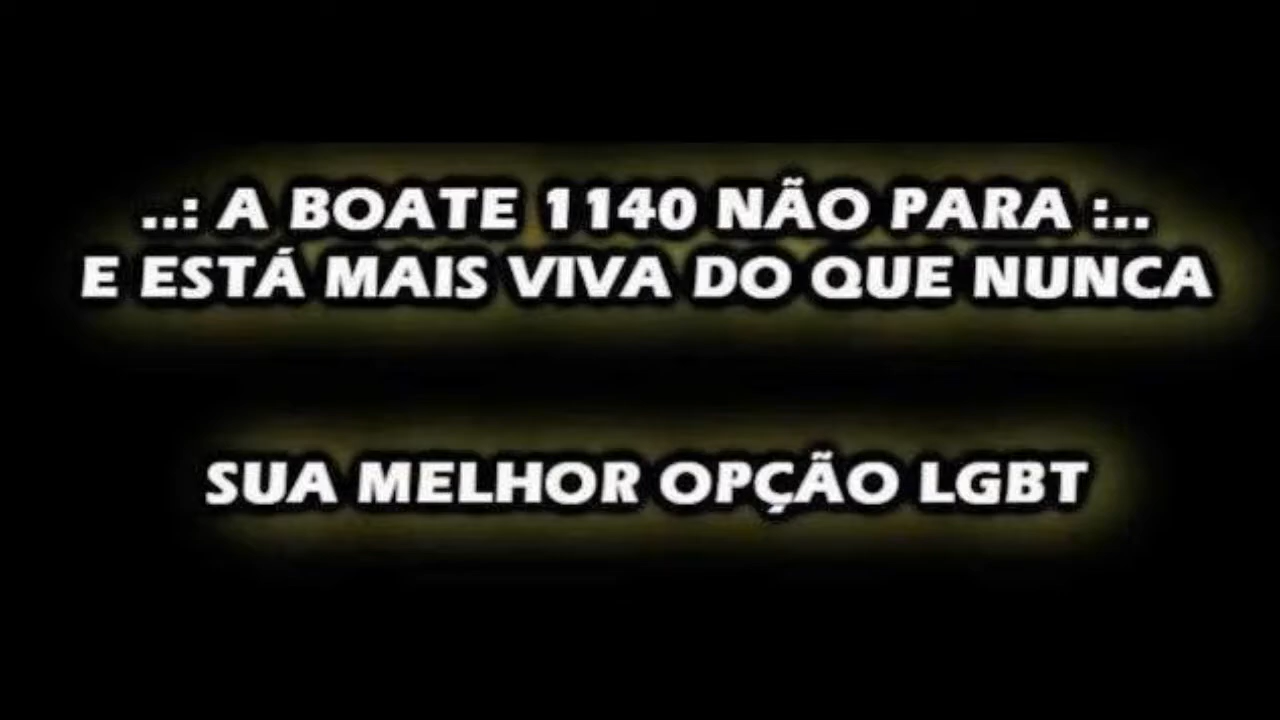 ..: A BOATE 1140 NÃO PARA :..
E ESTÁ MAIS VIVA DO QUE NUNCA
SUA MELHOR OPÇÃO LGBT